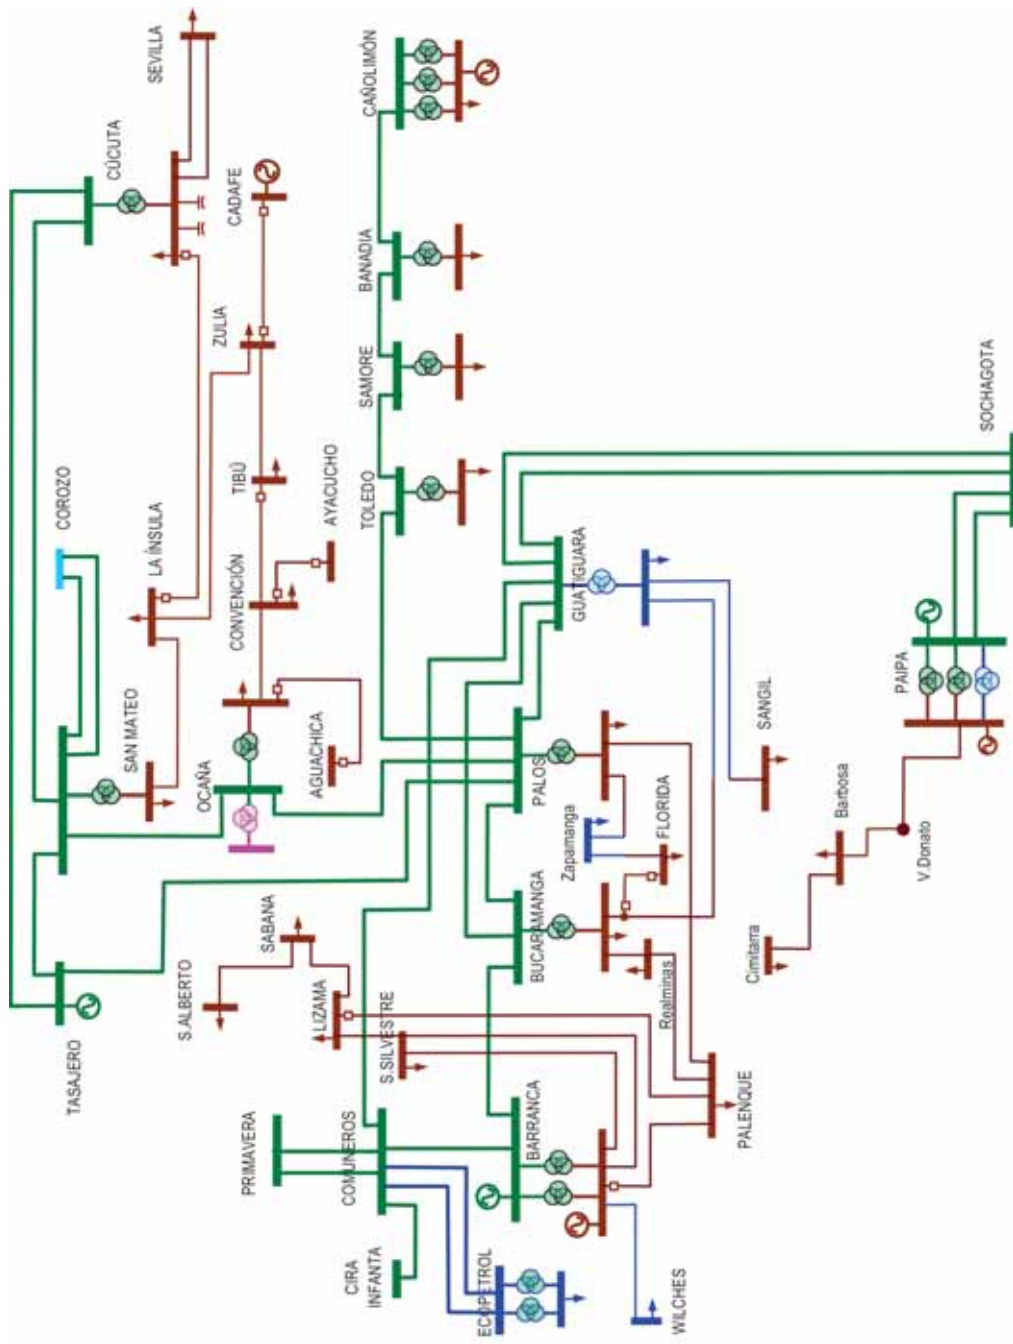 SEVILLA
CÚCUTA
CADAFE
ZULIA
CAÑOLIMÓN
BANADIA
SAMORE
TOLEDO
TIBÚ
AYACUCHO
CONVENCIÓN
COROZO
LA ÍNSULA
SAN MATEO
OCAÑA
AGUACHICA
TASAJERO
S.ALBERTO
SABANA
LIZAMA
S.SILVESTRE
PRIMAVERA
COMUNEROS
CIRA
INFANTA
ECOPETROL
BARRANCA
WILCHES
PALENQUE
BUCARAMANGA
Realminas
PALOS
Zapamanga
FLORIDA
GUATIGUARA
SANGIL
SOCHAGOTA
PAIPA
Barbosa
V.Donato
Cimitarra